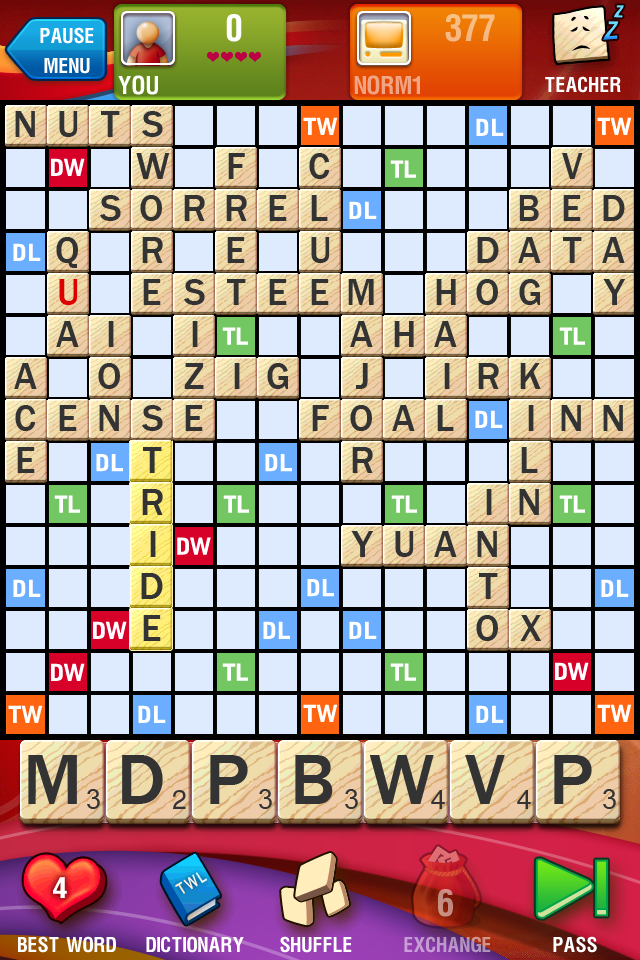 PAUSE MENU
YOU
0
377
NORM1
Z Z
TEACHER
N U T S TW DL TW
DW W F C TL V
S O R R E L DL B E D
DL Q R E U D A T A
U E S T E E M H O G Y
A I I TL A H A TL
A O Z I G J I R K
C E N S E F O A L DL I N N
E DL T DL R L
TL R TL TL I N TL
I DW Y U A N
DL D DL T DL
DW E DL DL O X
DW TL TL DW
TW DL TW DL TW
M3 D2 P3 B3 W4 V4 P3
4 TWL 6
BEST WORD DICTIONARY SHUFFLE EXCHANGE PASS